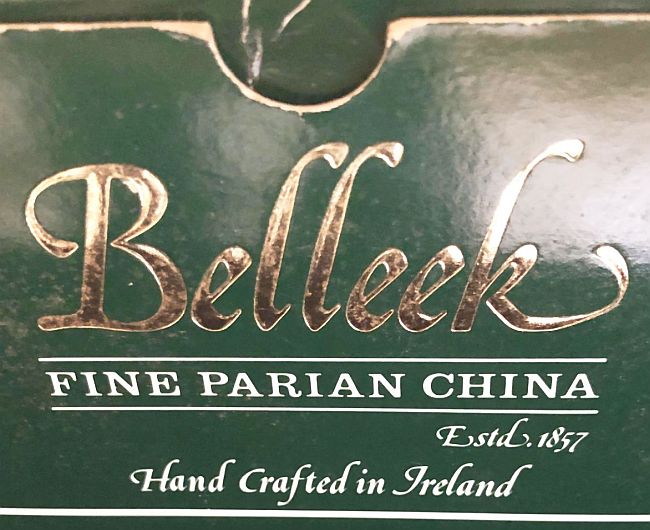 Belleek
FINE PARIAN CHINA
Estd. 1857
Hand Crafted in Ireland